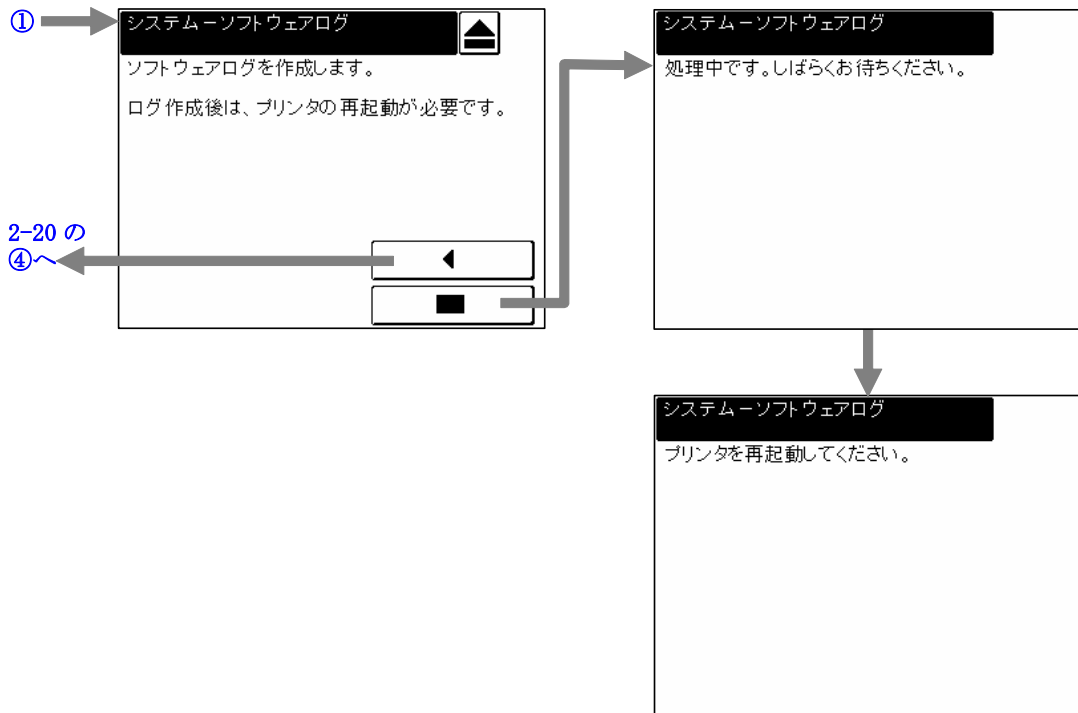 ①
システムーソフトウェアログ
ソフトウェアログを作成します。
ログ作成後は、プリンタの再起動が必要です。
2-20 の
④へ
システムーソフトウェアログ
処理中です。しばらくお待ちください。
システムーソフトウェアログ
プリンタを再起動してください。